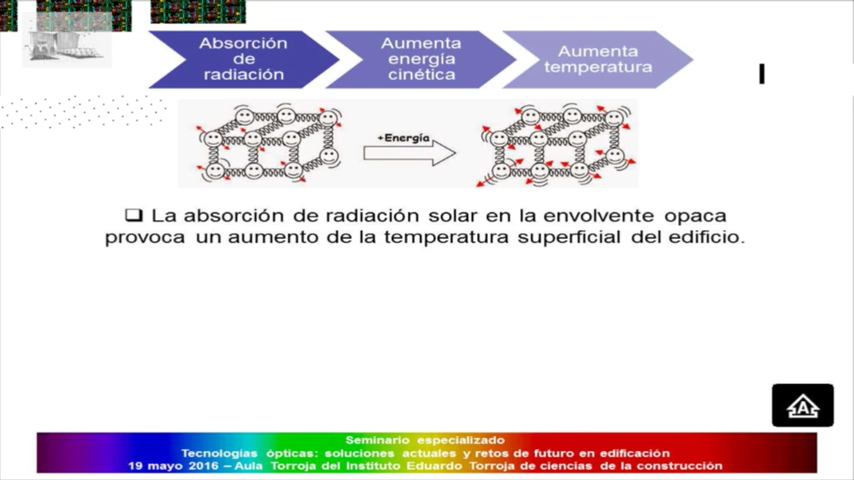 Absorción
de
radiación
Aumenta
energía
cinética
Aumenta
temperatura
+Energía
❑ La absorción de radiación solar en la envolvente opaca
provoca un aumento de la temperatura superficial del edificio.
A
Seminario especializado
Tecnologías ópticas: soluciones actuales y retos de futuro en edificación
19 mayo 2016 – Aula Torroja del Instituto Eduardo Torroja de ciencias de la construcción